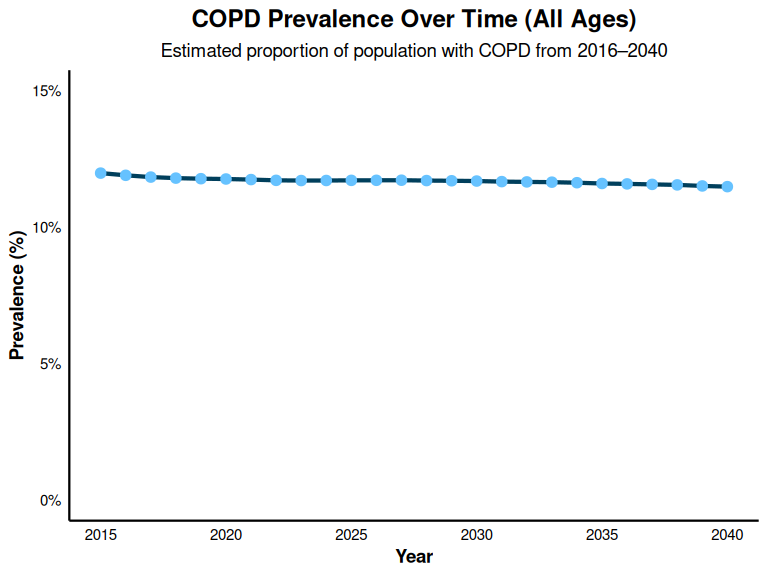 COPD Prevalence Over Time (All Ages)
Estimated proportion of population with COPD from 2016–2040
15%
10%
5%
0%
Prevalence (%)
2015 2020 2025 2030 2035 2040
Year